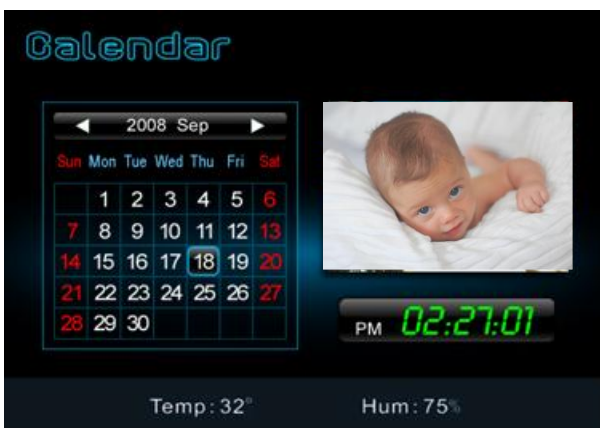 Calendar
2008 Sep
Sun Mon Tue Wed Thu Fri Sat
1 2 3 4 5 6
7 8 9 10 11 12 13
14 15 16 17 18 19 20
21 22 23 24 25 26 27
28 29 30
PM 02:27:01
Temp: 32° Hum: 75%